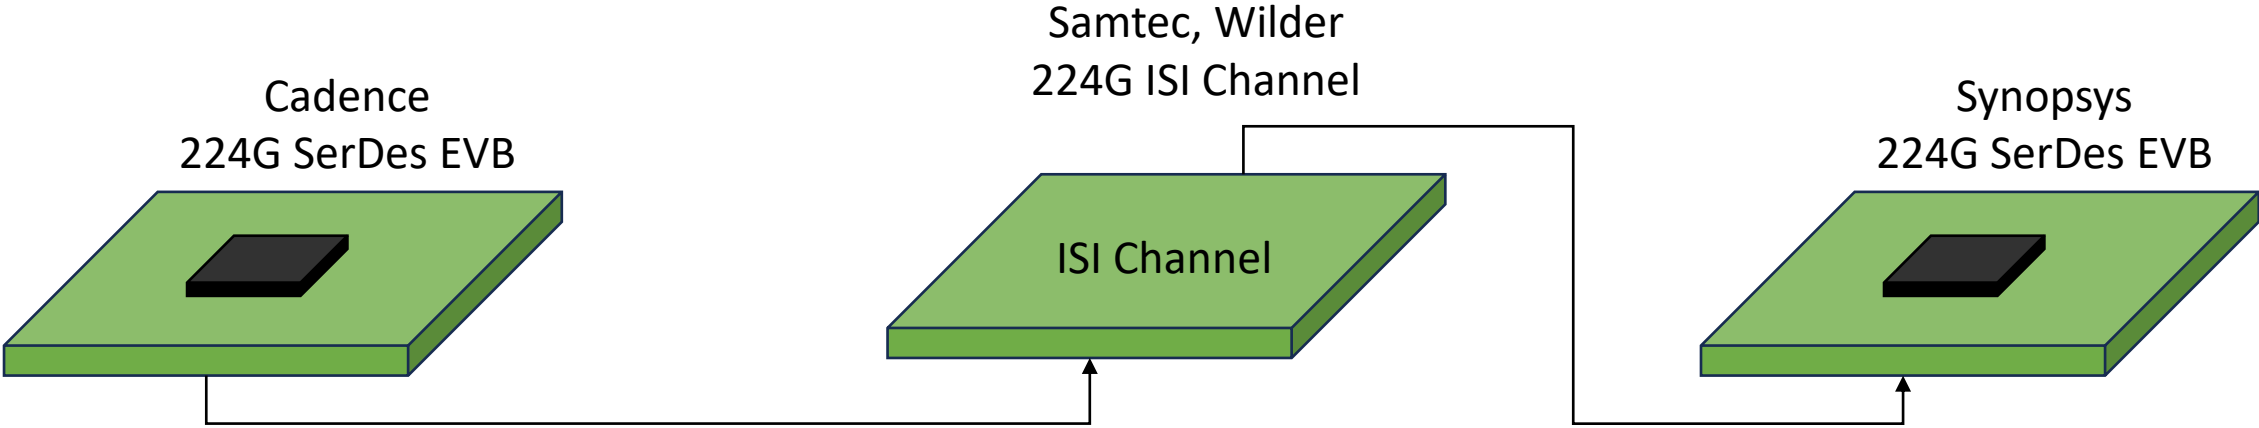 Cadence
224G SerDes EVB
Samtec, Wilder
224G ISI Channel
ISI Channel
Synopsys
224G SerDes EVB